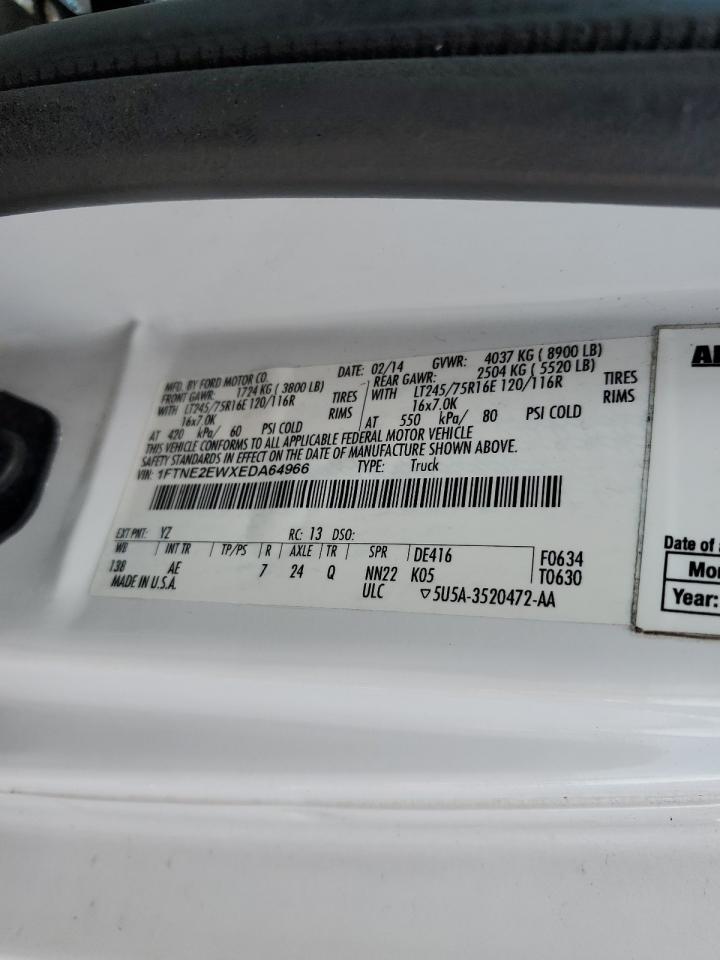 MFD. BY FORD MOTOR CO. DATE: 02/14 GVWR: 4037 KG ( 8900 LB)
FRONT GAWR: 1724 KG ( 3800 LB) REAR GAWR: 2504 KG ( 5520 LB)
WITH LT245/75R16E 120/116R TIRES WITH LT245/75R16E 120/116R TIRES
16x7.0K RIMS 16x7.0K RIMS
AT 420 kPa/ 60 PSI COLD AT 550 kPa/ 80 PSI COLD
THIS VEHICLE CONFORMS TO ALL APPLICABLE FEDERAL MOTOR VEHICLE
SAFETY STANDARDS IN EFFECT ON THE DATE OF MANUFACTURE SHOWN ABOVE.
VIN: 1FTNE2EWXEDA64966 TYPE: Truck
EXT PNT: YZ RC: 13 DSO:
WB INT TR TP/PS R AXLE TR SPR DE416 F0634
138 AE 7 24 Q NN22 K05 T0630
MADE IN U.S.A. ULC ▽5U5A-3520472-AA
Date of
Year: